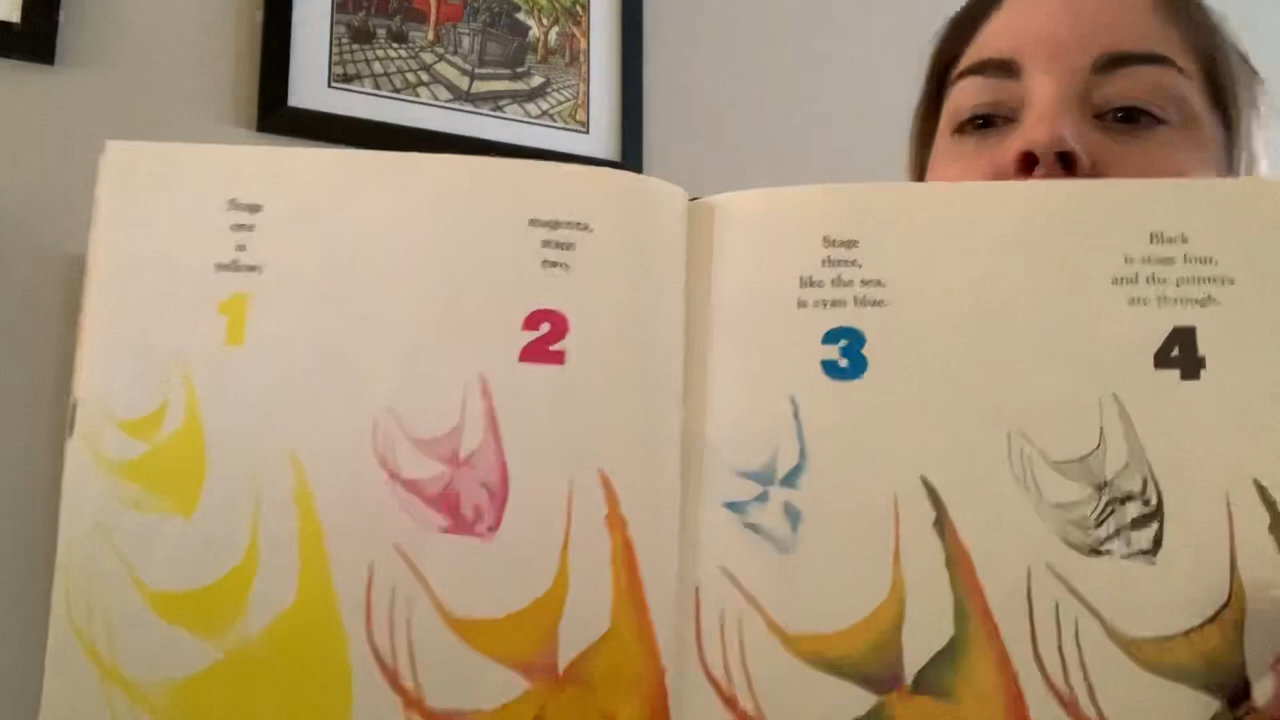 Stage
one
is
yellow,
1
magenta,
stage
two.
2
Stage
three,
like the sea,
is cyan blue.
3
Black
is stage four,
and the printers
are through.
4